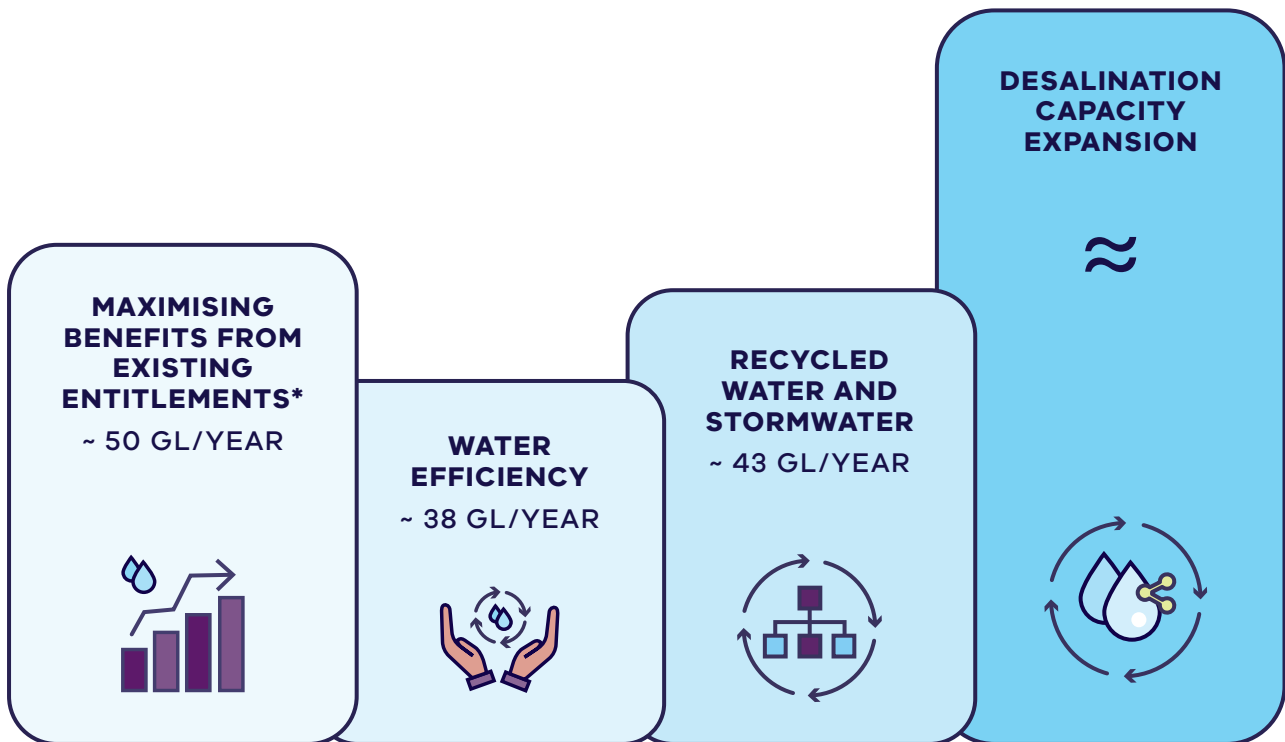 MAXIMISING
BENEFITS FROM
EXISTING
ENTITLEMENTS*
~ 50 GL/YEAR
WATER
EFFICIENCY
~ 38 GL/YEAR
RECYCLED
WATER AND
STORMWATER
~ 43 GL/YEAR
DESALINATION
CAPACITY
EXPANSION
≈